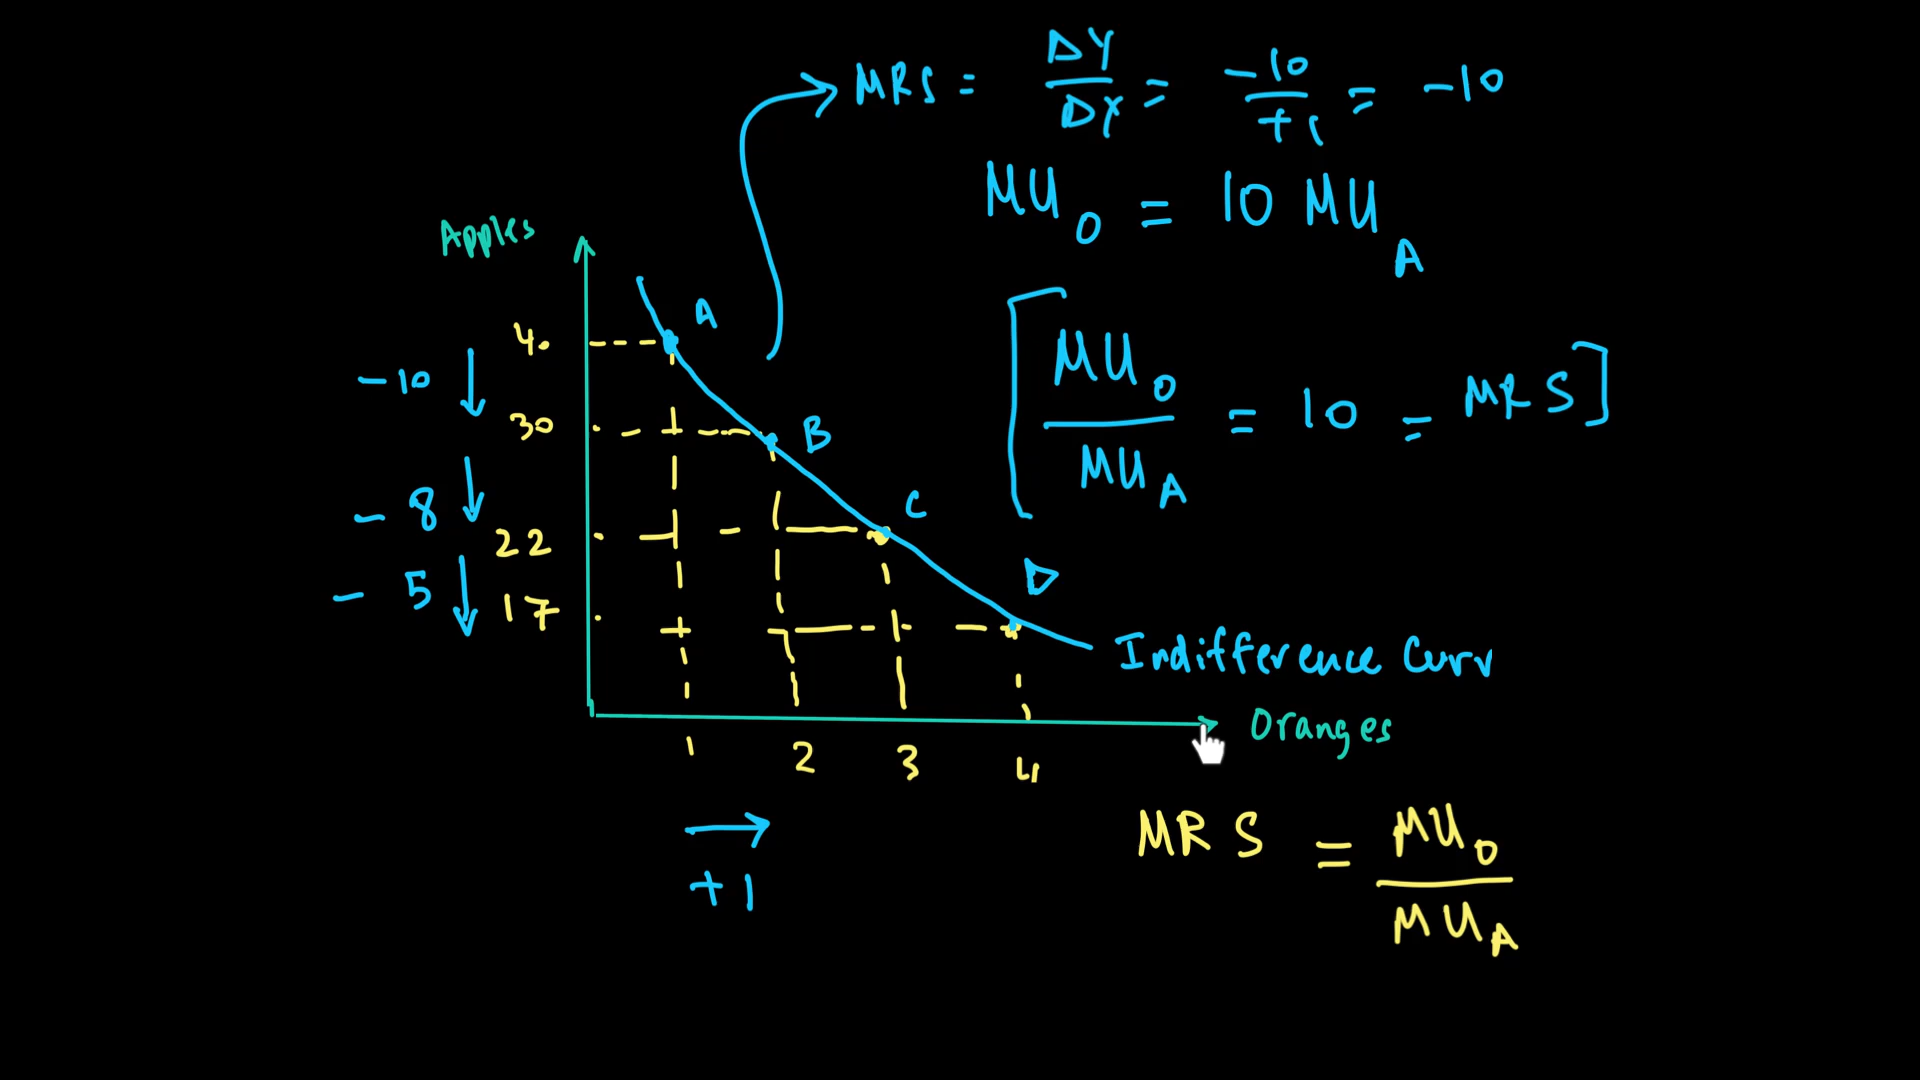 MRS = ΔY/ΔX = -10/+1 = -10
MU_O = 10 MU_A
Apples
A
40
-10
MU_O/MU_A = 10 = MRS]
[
30
B
-8
C
22
-5
17
D
Indifference Curv
Oranges
1 2 3 4
+1
MRS = MU_O/MU_A